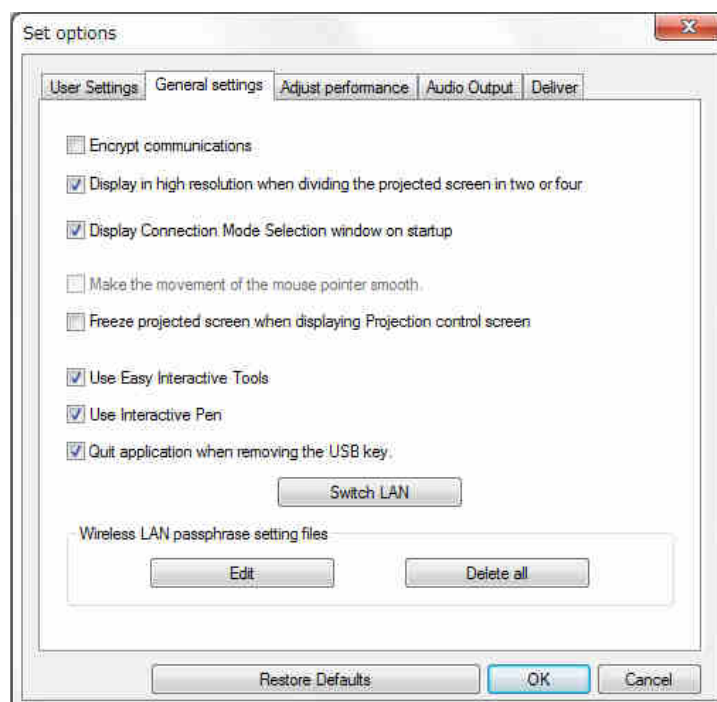 Set options
User Settings General settings Adjust performance Audio Output Deliver
Encrypt communications
Display in high resolution when dividing the projected screen in two or four
Display Connection Mode Selection window on startup
Make the movement of the mouse pointer smooth.
Freeze projected screen when displaying Projection control screen
Use Easy Interactive Tools
Use Interactive Pen
Quit application when removing the USB key.
Switch LAN
Wireless LAN passphrase setting files
Edit Delete all
Restore Defaults OK Cancel